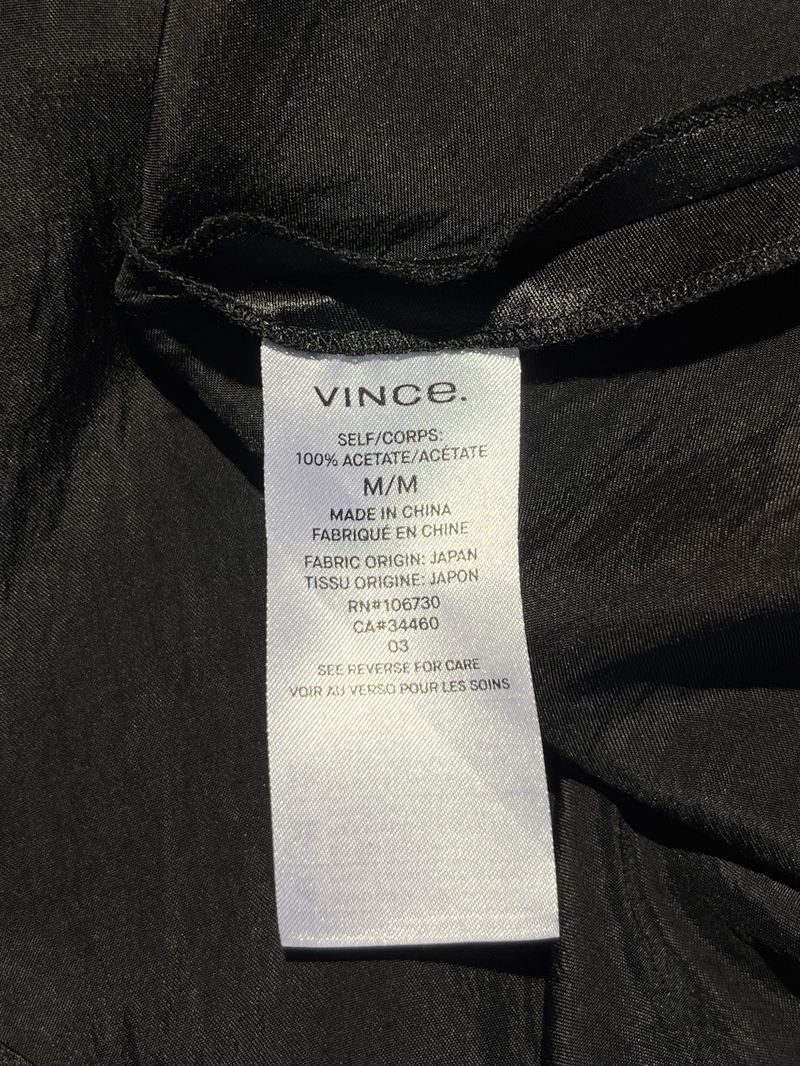 VINCE.
SELF/CORPS:
100% ACETATE/ACÉTATE
M/M
MADE IN CHINA
FABRIQUÉ EN CHINE
FABRIC ORIGIN: JAPAN
TISSU ORIGINE: JAPON
RN#106730
CA#34460
03
SEE REVERSE FOR CARE
VOIR AU VERSO POUR LES SOINS